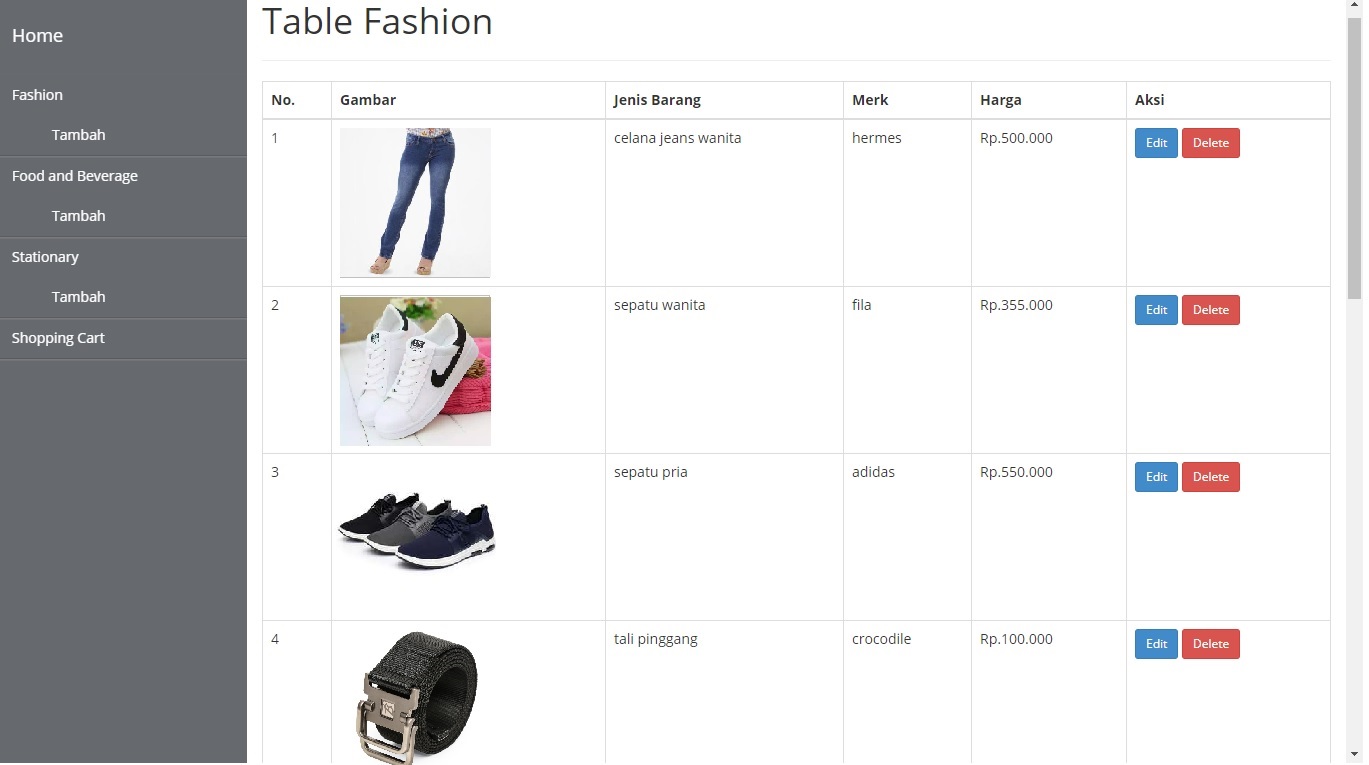 Table Fashion
Home
Fashion
Tambah
Food and Beverage
Tambah
Stationary
Tambah
Shopping Cart
No. Gambar Jenis Barang Merk Harga Aksi
1 celana jeans wanita hermes Rp.500.000 Edit Delete
2 sepatu wanita fila Rp.355.000 Edit Delete
3 sepatu pria adidas Rp.550.000 Edit Delete
4 tali pinggang crocodile Rp.100.000 Edit Delete